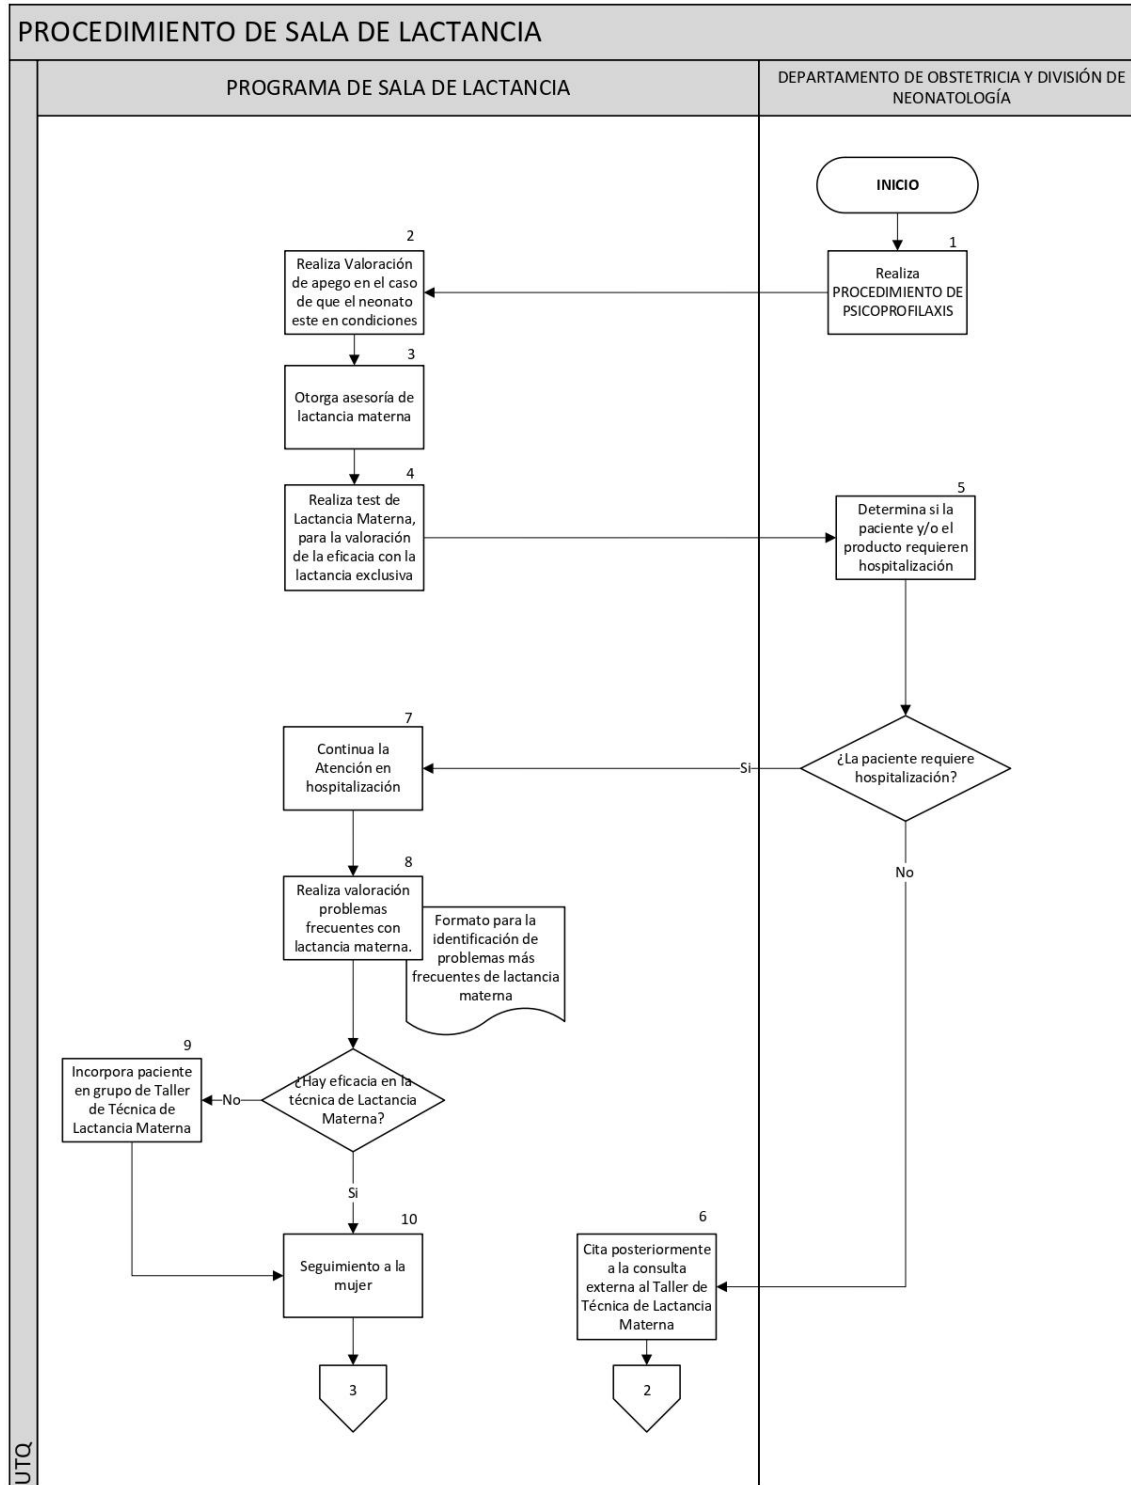 PROCEDIMIENTO DE SALA DE LACTANCIA
PROGRAMA DE SALA DE LACTANCIA
DEPARTAMENTO DE OBSTETRICIA Y DIVISIÓN DE
NEONATOLOGÍA
INICIO
1
Realiza
PROCEDIMIENTO DE
PSICOPROFILAXIS
2
Realiza Valoración
de apego en el caso
de que el neonato
este en condiciones
3
Otorga asesoría de
lactancia materna
4
Realiza test de
Lactancia Materna,
para la valoración
de la eficacia con la
lactancia exclusiva
5
Determina si la
paciente y/o el
producto requieren
hospitalización
¿La paciente requiere
hospitalización?
Si
No
7
Continua la
Atención en
hospitalización
8
Realiza valoración
problemas
frecuentes con
lactancia materna.
Formato para la
identificación de
problemas más
frecuentes de lactancia
materna
¿Hay eficacia en la
técnica de Lactancia
Materna?
No
Si
9
Incorpora paciente
en grupo de Taller
de Técnica de
Lactancia Materna
10
Seguimiento a la
mujer
3
6
Cita posteriormente
a la consulta
externa al Taller de
Técnica de Lactancia
Materna
2
UTQ